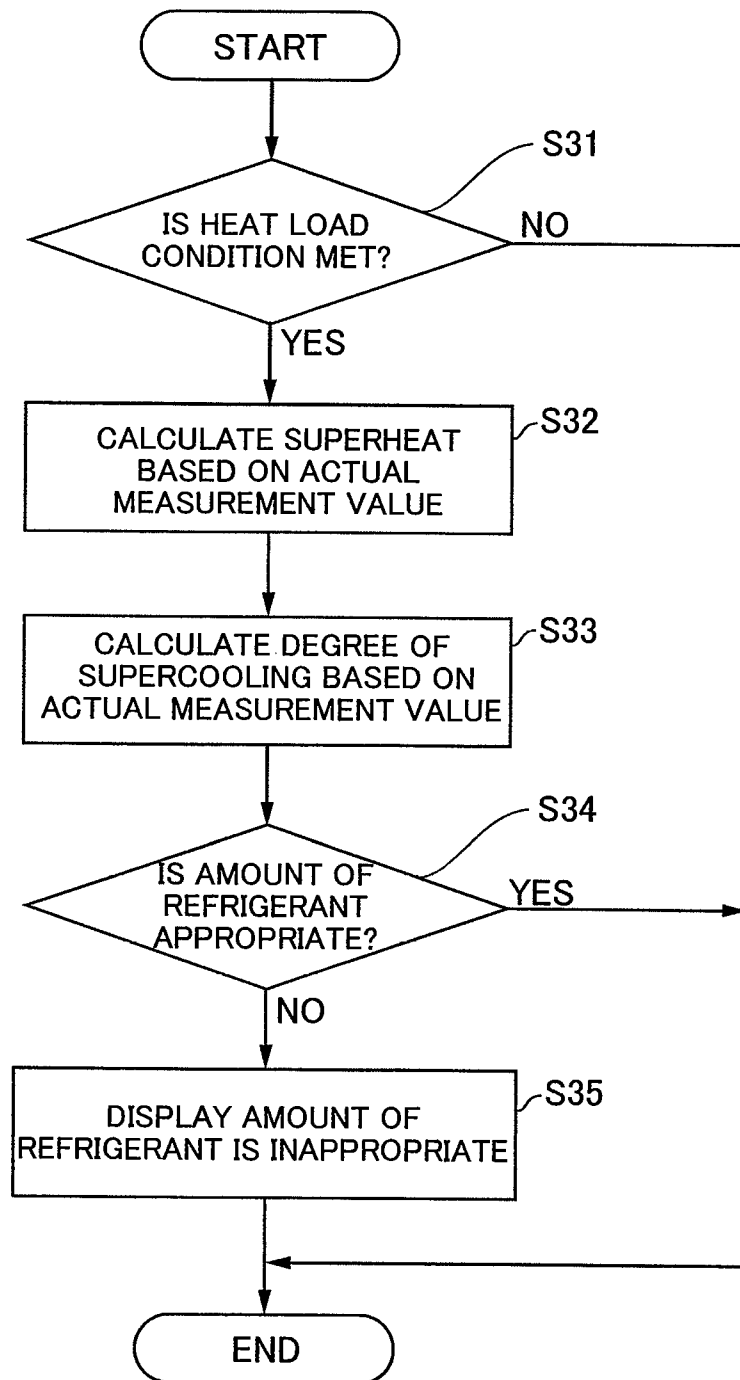 START
S31
IS HEAT LOAD
CONDITION MET?
NO
YES
S32
CALCULATE SUPERHEAT
BASED ON ACTUAL
MEASUREMENT VALUE
S33
CALCULATE DEGREE OF
SUPERCOOLING BASED ON
ACTUAL MEASUREMENT VALUE
S34
IS AMOUNT OF
REFRIGERANT
APPROPRIATE?
YES
NO
S35
DISPLAY AMOUNT OF
REFRIGERANT IS INAPPROPRIATE
END